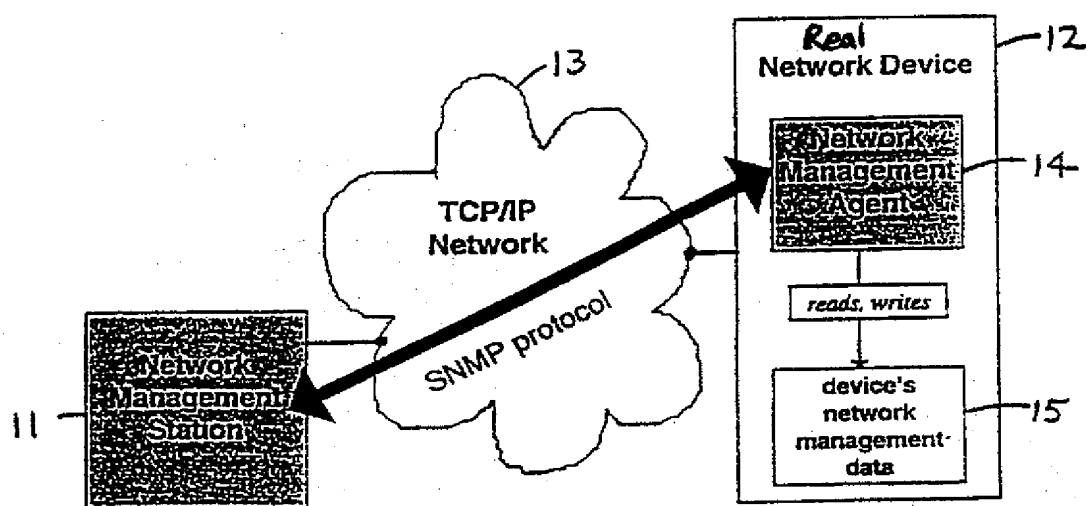 13
Real
12
Network Device
Network
Management
Agent
14
TCP/IP
Network
reads, writes
SNMP protocol
Network
Management
Station
11
device's
network
management
data
15